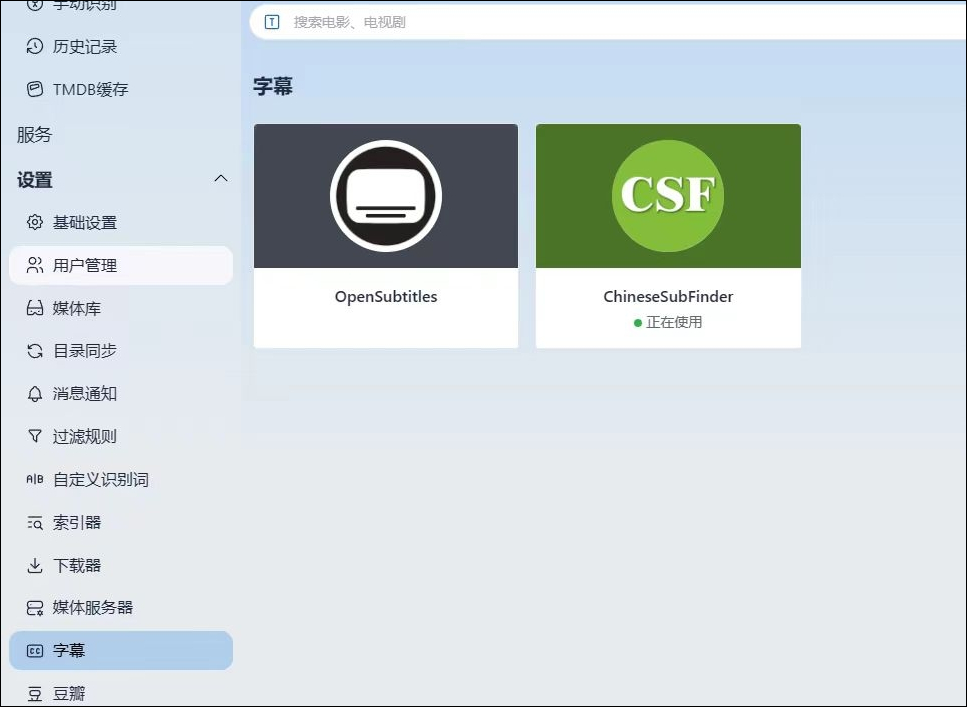 手动识别
历史记录
TMDB缓存
服务
设置
基础设置
用户管理
媒体库
目录同步
消息通知
过滤规则
A|B 自定义识别词
索引器
下载器
媒体服务器
CC 字幕
豆 豆瓣
T 搜索电影、电视剧
字幕
CSF
OpenSubtitles
ChineseSubFinder
正在使用